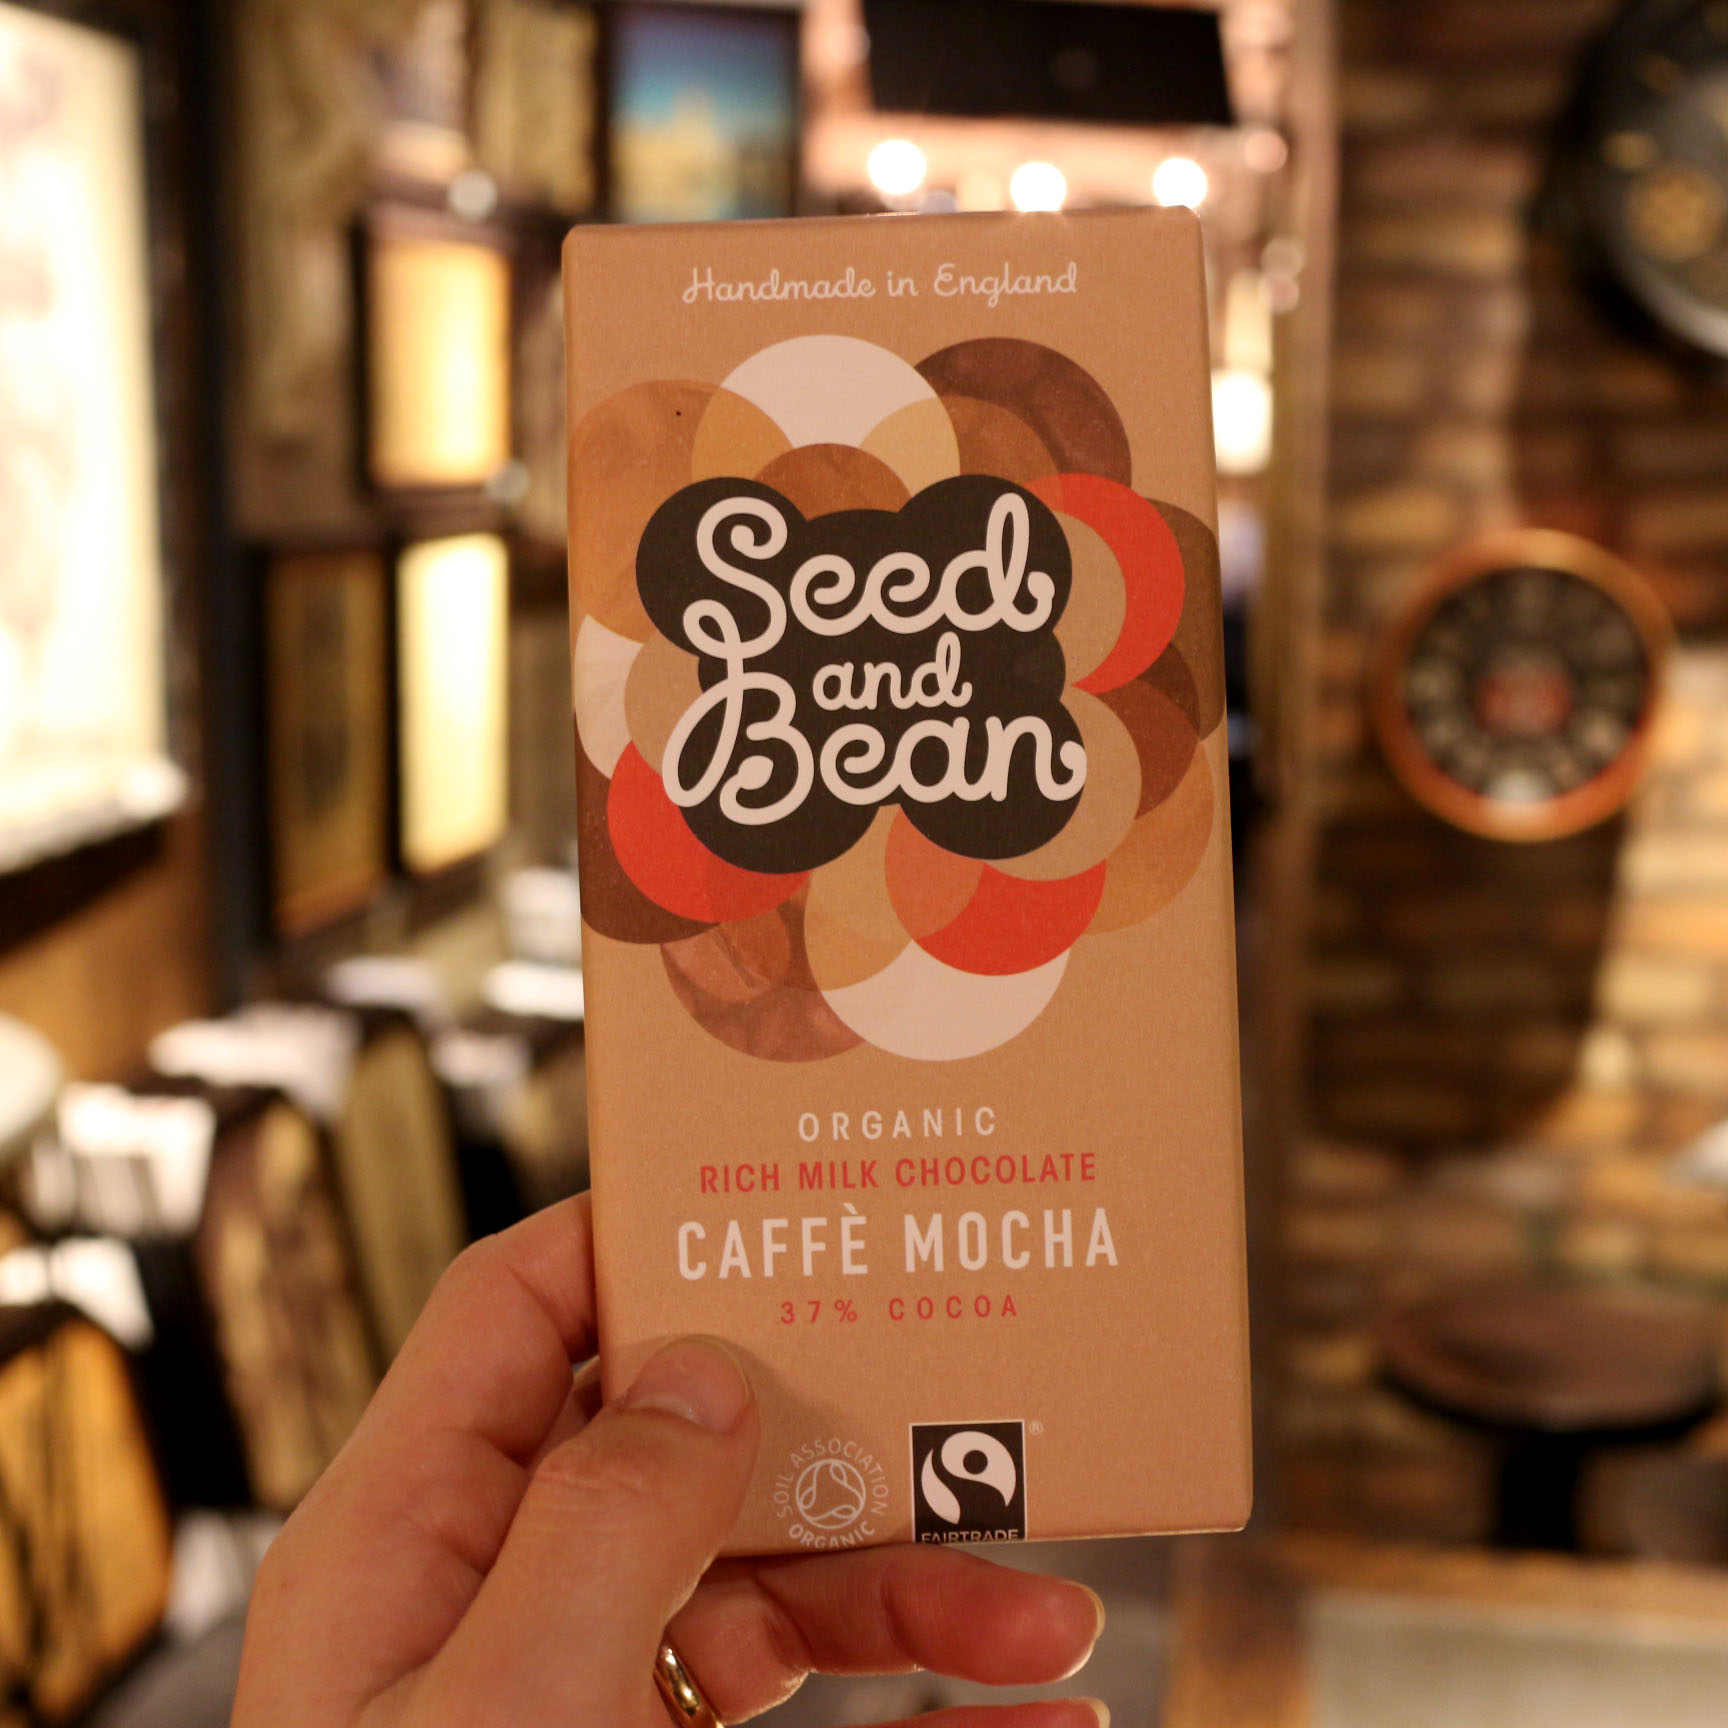 Handmade in England
Seed
and
Bean
ORGANIC
RICH MILK CHOCOLATE
CAFFÈ MOCHA
37% COCOA
SOIL ASSOCIATION
ORGANIC
®
FAIRTRADE